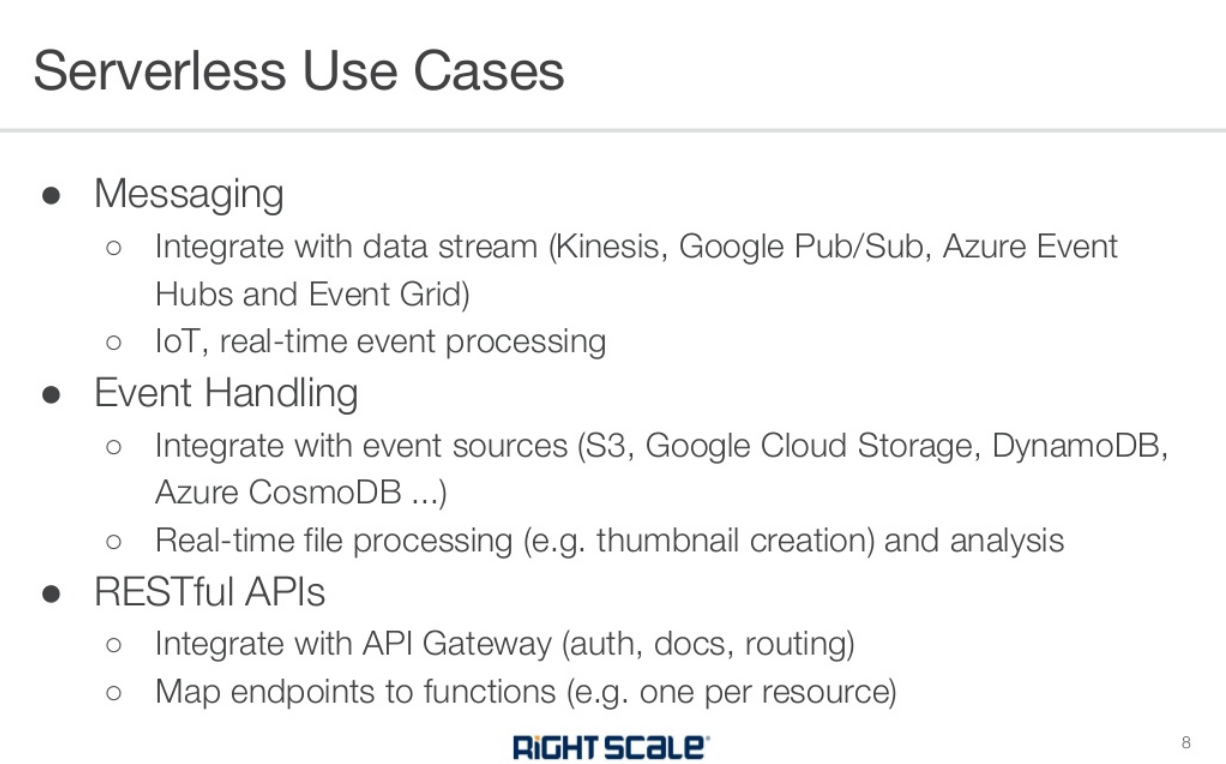 Serverless Use Cases
● Messaging
○ Integrate with data stream (Kinesis, Google Pub/Sub, Azure Event
Hubs and Event Grid)
○ IoT, real-time event processing
● Event Handling
○ Integrate with event sources (S3, Google Cloud Storage, DynamoDB,
Azure CosmoDB ...)
○ Real-time file processing (e.g. thumbnail creation) and analysis
● RESTful APIs
○ Integrate with API Gateway (auth, docs, routing)
○ Map endpoints to functions (e.g. one per resource)
RiGHT SCaLe
8